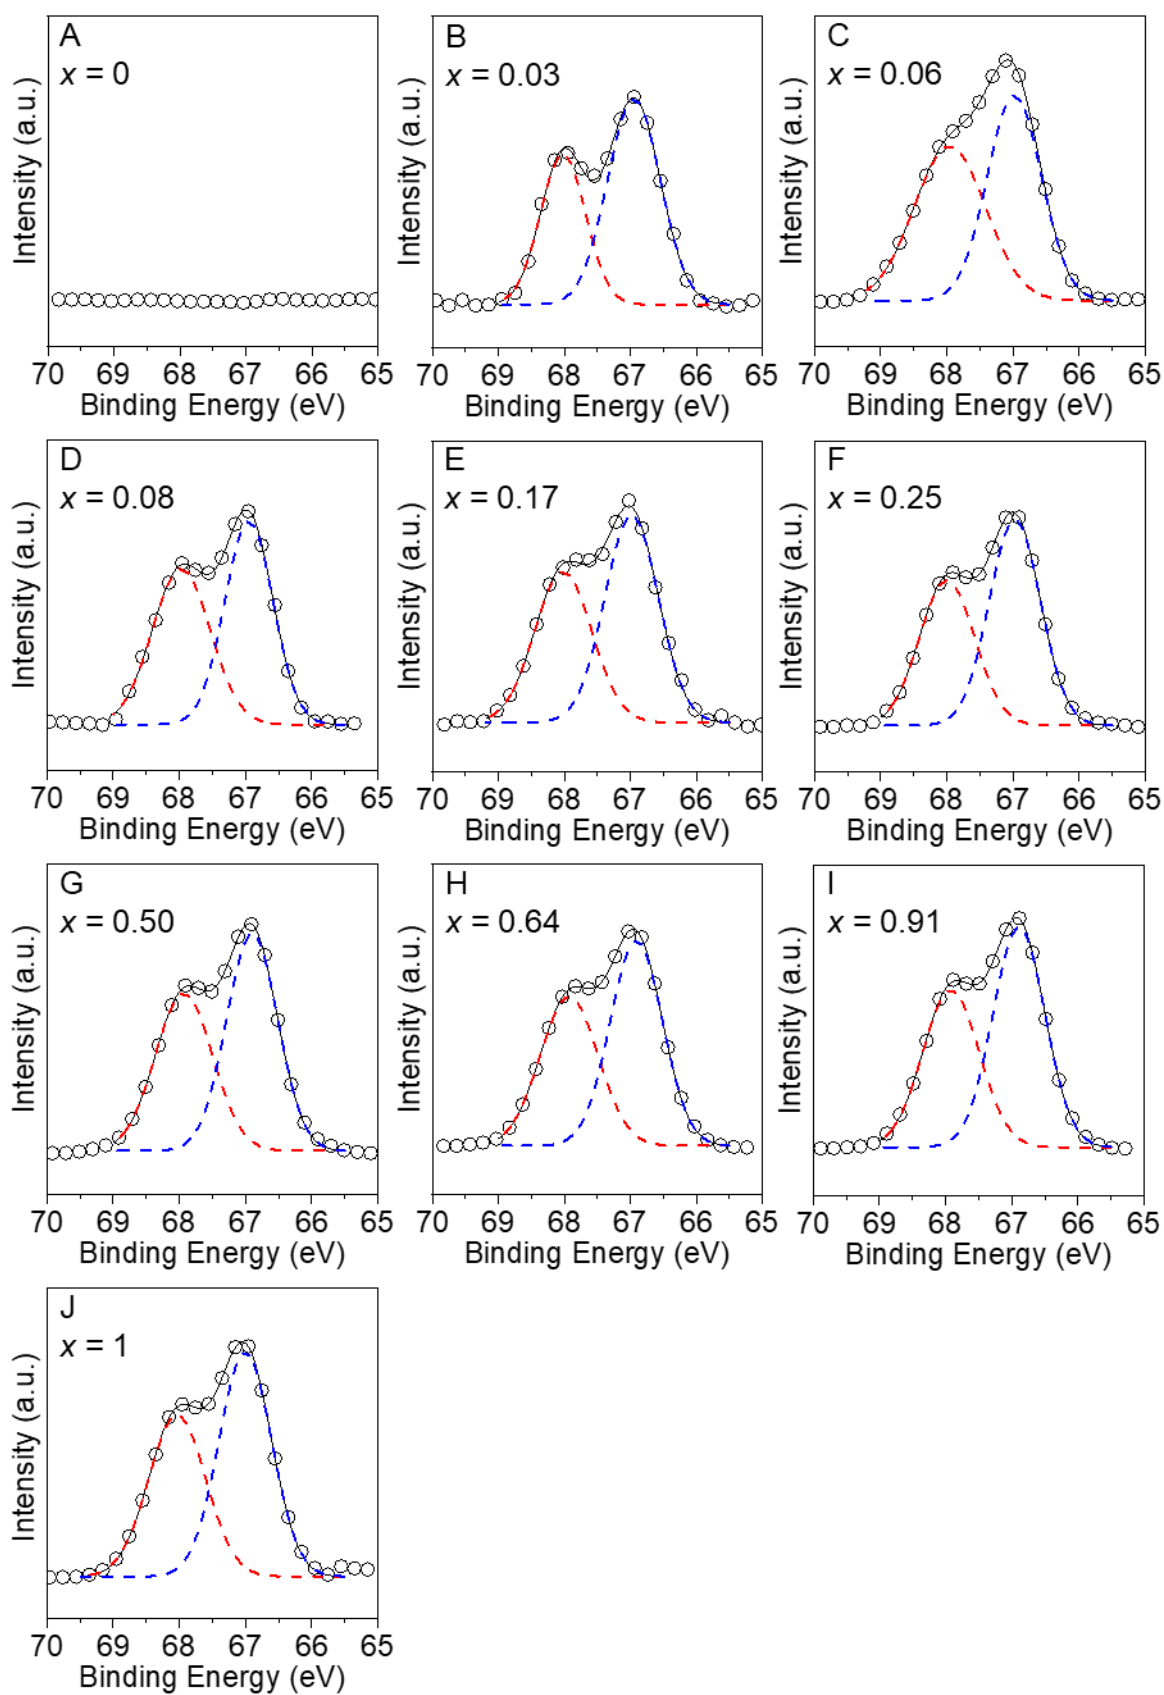 A
x = 0
Intensity (a.u.)
70 69 68 67 66 65
Binding Energy (eV)
B
x = 0.03
Intensity (a.u.)
70 69 68 67 66 65
Binding Energy (eV)
C
x = 0.06
Intensity (a.u.)
70 69 68 67 66 65
Binding Energy (eV)
D
x = 0.08
Intensity (a.u.)
70 69 68 67 66 65
Binding Energy (eV)
E
x = 0.17
Intensity (a.u.)
70 69 68 67 66 65
Binding Energy (eV)
F
x = 0.25
Intensity (a.u.)
70 69 68 67 66 65
Binding Energy (eV)
G
x = 0.50
Intensity (a.u.)
70 69 68 67 66 65
Binding Energy (eV)
H
x = 0.64
Intensity (a.u.)
70 69 68 67 66 65
Binding Energy (eV)
I
x = 0.91
Intensity (a.u.)
70 69 68 67 66 65
Binding Energy (eV)
J
x = 1
Intensity (a.u.)
70 69 68 67 66 65
Binding Energy (eV)